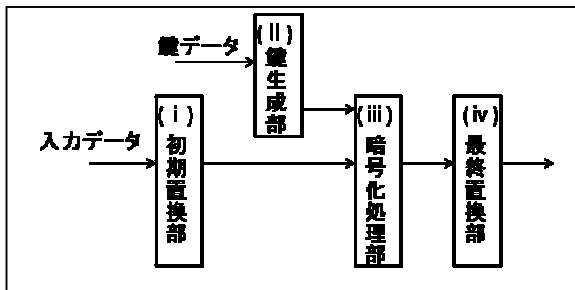 鍵データ
(ⅱ)
鍵生成部
入力データ
(ⅰ)
初期置換部
(ⅲ)
暗号化処理部
(ⅳ)
最終置換部